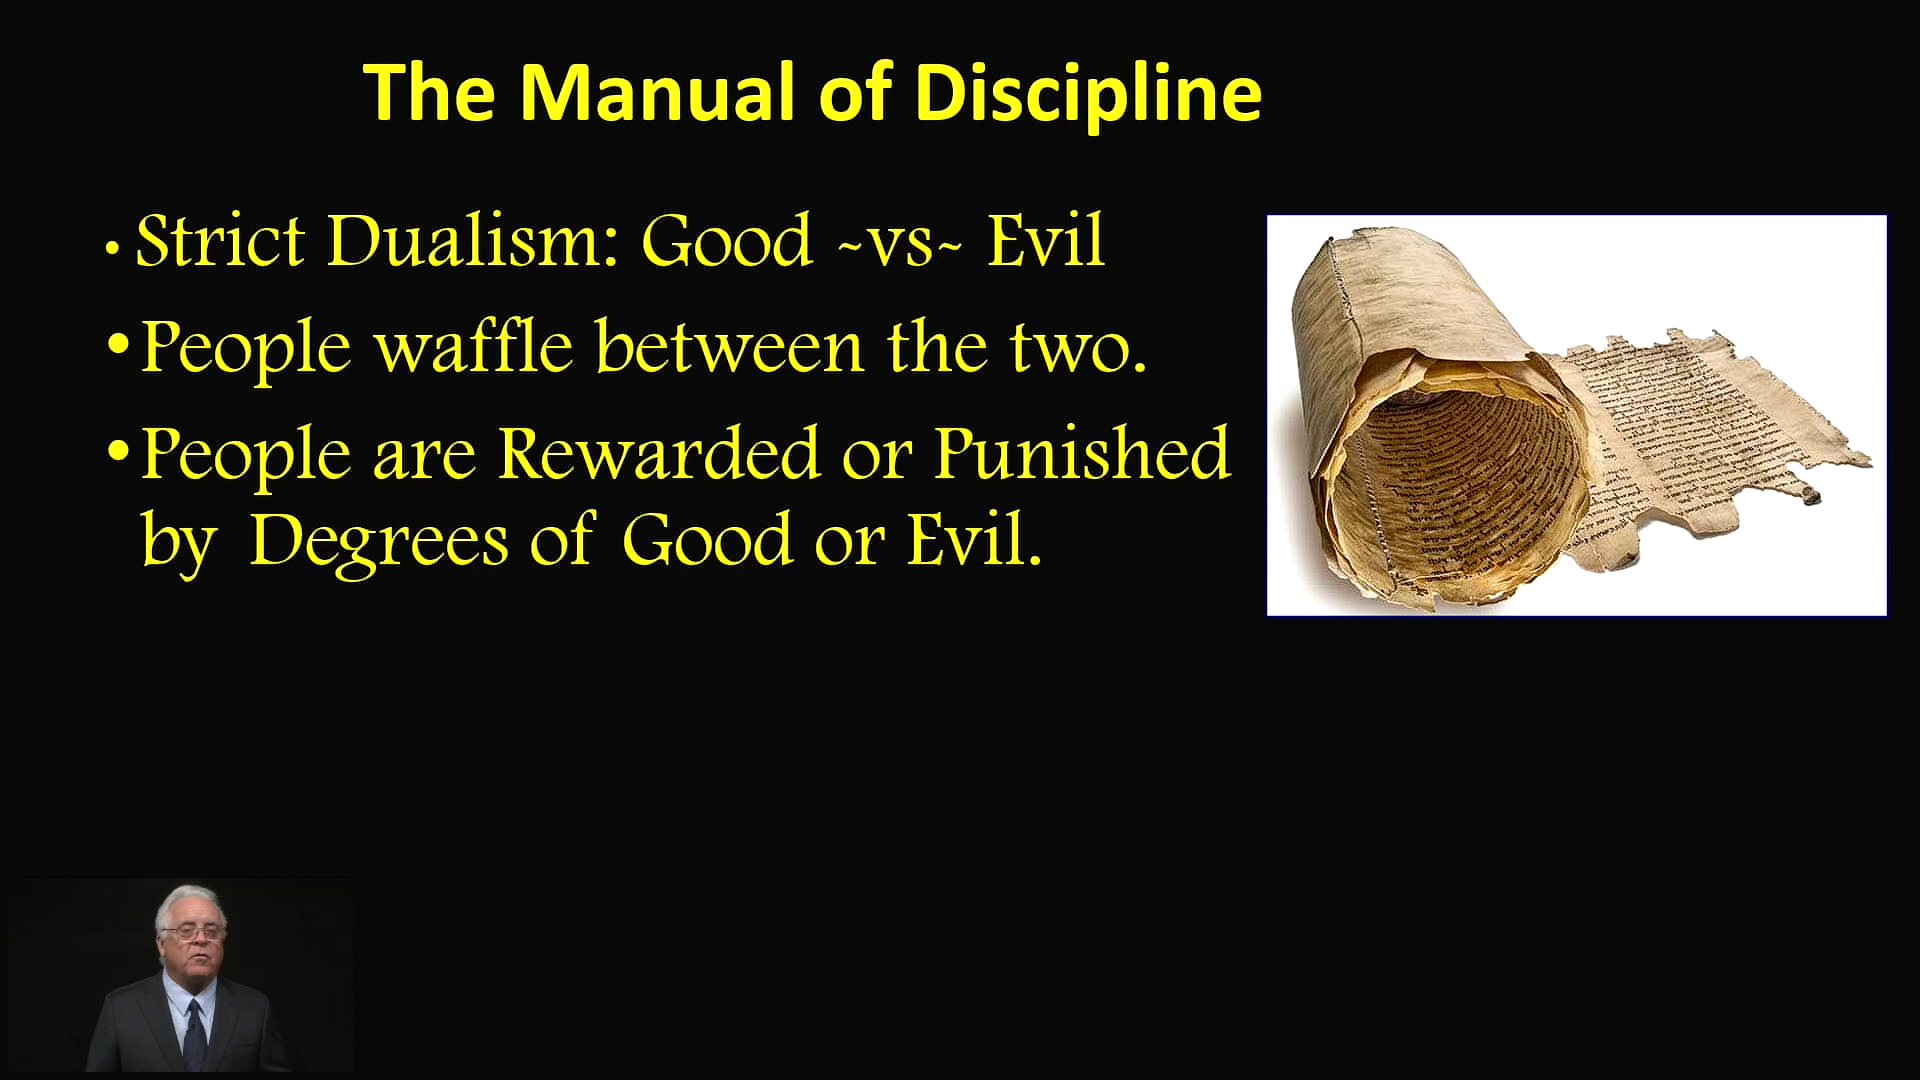 The Manual of Discipline
• Strict Dualism: Good ~vs~ Evil
• People waffle between the two.
• People are Rewarded or Punished
by Degrees of Good or Evil.